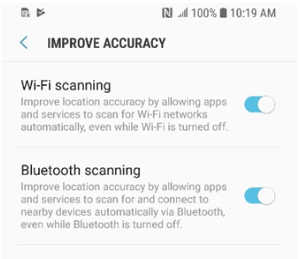 100% 10:19 AM
IMPROVE ACCURACY
Wi-Fi scanning
Improve location accuracy by allowing apps
and services to scan for Wi-Fi networks
automatically, even while Wi-Fi is turned off.
Bluetooth scanning
Improve location accuracy by allowing apps
and services to scan for and connect to
nearby devices automatically via Bluetooth,
even while Bluetooth is turned off.